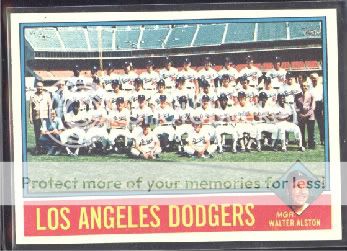 Protect more of your memories for less!
LOS ANGELES DODGERS
MGR.
WALTER ALSTON